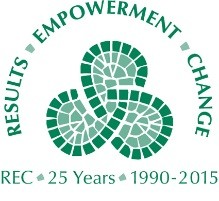 RESULTS · EMPOWERMENT · CHANGE
REC · 25 Years · 1990-2015